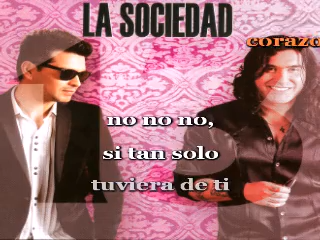 LA SOCIEDAD
corazo
no no no,
si tan solo
tuviera de ti